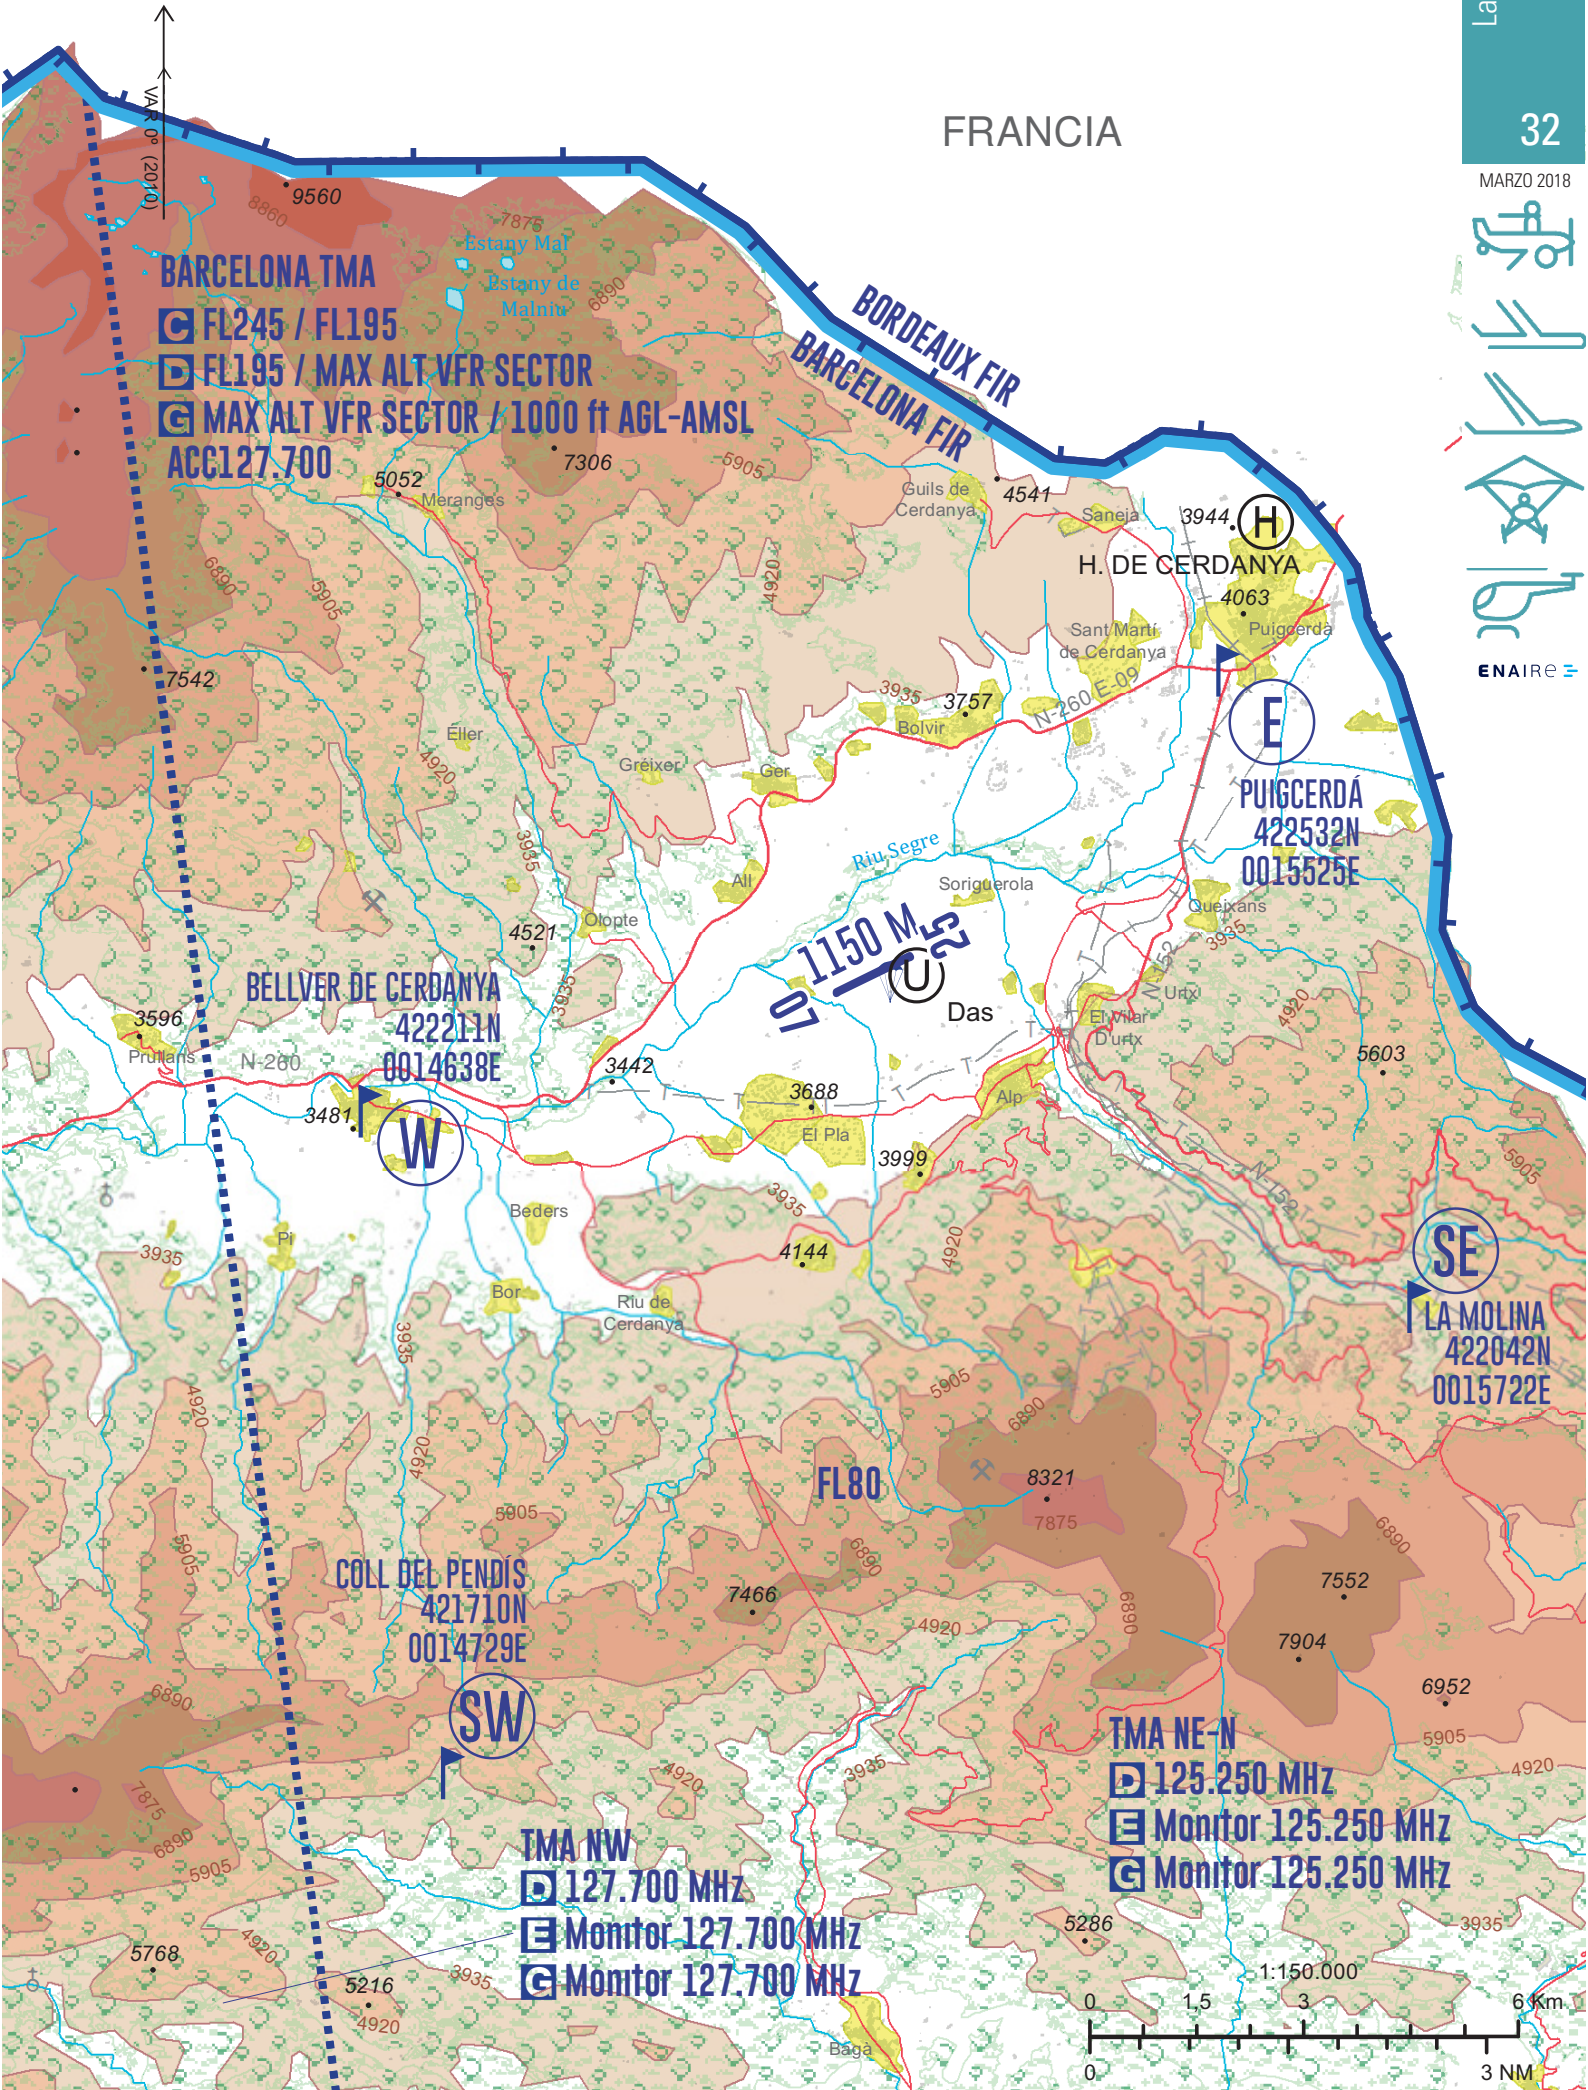 La
32
MARZO 2018
ENAIRe
FRANCIA
VAR 0º (2010)
9560
8860
7875
Estany Mal
Estany de
Malniu
6890
BARCELONA TMA
C FL245 / FL195
D FL195 / MAX ALT VFR SECTOR
G MAX ALT VFR SECTOR / 1000 ft AGL-AMSL
ACC127.700
BORDEAUX FIR
BARCELONA FIR
7306
5905
5052
Meranges
Guils de
Cerdanya
4541
Saneja
3944
H
H. DE CERDANYA
4063
Puigcerdà
Sant Martí
de Cerdanya
4920
6890
5905
7542
3935
3757
Bolvir
N-260 E-09
E
PUIGCERDÁ
422532N
0015525E
Éller
4920
Gréixer
Ger
3935
Riu Segre
All
Soriguerola
Queixans
3935
Olopte
4521
1150 M
25
07
U
Das
N-152
Urtx
El Vilar
D'urtx
4920
5603
BELLVER DE CERDANYA
422211N
0014638E
3935
3596
Prullans
N-260
3442
3481
W
3688
El Pla
Alp
3999
5905
N-152
3935
Beders
4144
4920
SE
LA MOLINA
422042N
0015722E
Pi
3935
Bor
Riu de
Cerdanya
3935
4920
4920
5905
6890
5905
5905
FL80
8321
7875
6890
6890
7552
COLL DEL PENDÍS
421710N
0014729E
SW
7466
4920
6890
7904
6952
5905
4920
6890
7875
6890
5905
4920
3935
TMA NE-N
D 125.250 MHz
E Monitor 125.250 MHz
G Monitor 125.250 MHz
TMA NW
D 127.700 MHz
E Monitor 127.700 MHz
G Monitor 127.700 MHz
5286
3935
5768
4920
5216
4920
3935
Bagà
1:150.000
0 1,5 3 6 Km
0 3 NM